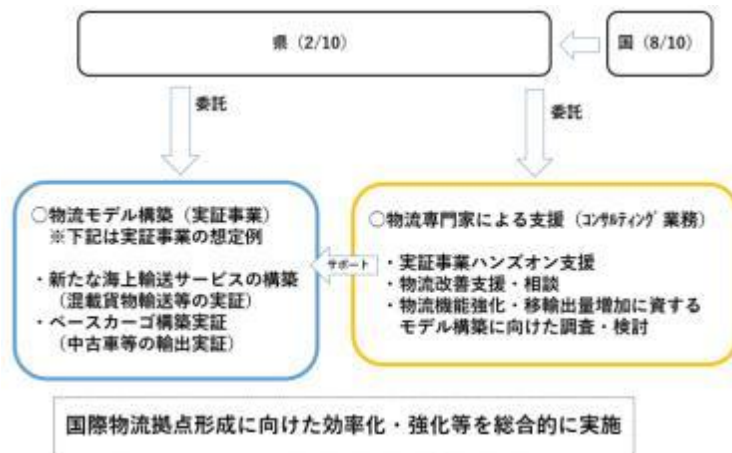 県（2/10）
国（8/10）
委託
委託
○物流モデル構築（実証事業）
※下記は実証事業の想定例
・新たな海上輸送サービスの構築
（混載貨物輸送等の実証）
・ベースカーゴ構築実証
（中古車等の輸出実証）
サポート
○物流専門家による支援（ｺﾝｻﾙﾃｨﾝｸﾞ業務）
・実証事業ハンズオン支援
・物流改善支援・相談
・物流機能強化・移輸出量増加に資する
モデル構築に向けた調査・検討
国際物流拠点形成に向けた効率化・強化等を総合的に実施